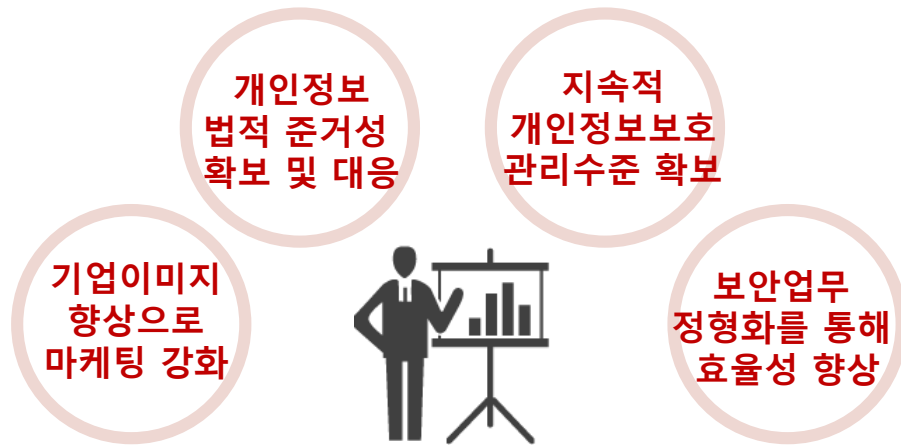 기업이미지
향상으로
마케팅 강화
개인정보
법적 준거성
확보 및 대응
지속적
개인정보보호
관리수준 확보
보안업무
정형화를 통해
효율성 향상